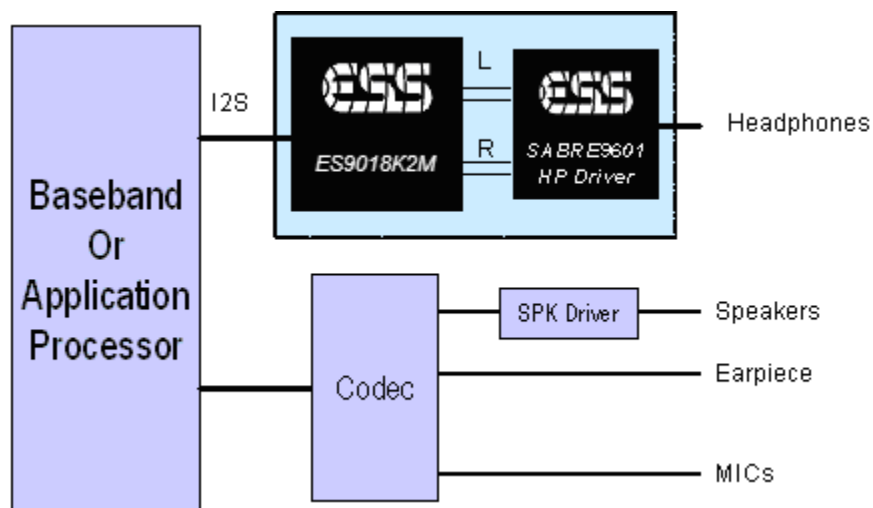 Baseband
Or
Application
Processor
I2S
ESS
ES9018K2M
L
R
ESS
SABRE9601
HP Driver
Headphones
Codec
SPK Driver
Speakers
Earpiece
MICs